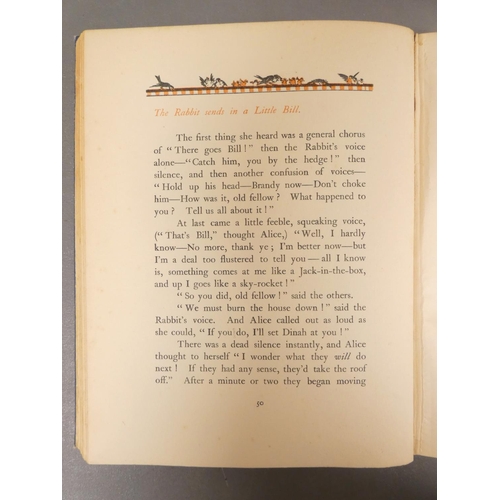 The Rabbit sends in a Little Bill.
The first thing she heard was a general chorus
of “ There goes Bill ! ” then the Rabbit’s voice
alone—“ Catch him, you by the hedge ! ” then
silence, and then another confusion of voices—
“ Hold up his head—Brandy now—Don’t choke
him—How was it, old fellow ? What happened to
you ? Tell us all about it ! ”
At last came a little feeble, squeaking voice,
(“ That’s Bill,” thought Alice,) “ Well, I hardly
know—No more, thank ye ; I’m better now—but
I’m a deal too flustered to tell you — all I know
is, something comes at me like a Jack-in-the-box,
and up I goes like a sky-rocket ! ”
“ So you did, old fellow ! ” said the others.
“ We must burn the house down ! ” said the
Rabbit’s voice. And Alice called out as loud as
she could, “ If you do, I’ll set Dinah at you ! ”
There was a dead silence instantly, and Alice
thought to herself “ I wonder what they will do
next ! If they had any sense, they’d take the roof
off.” After a minute or two they began moving
50